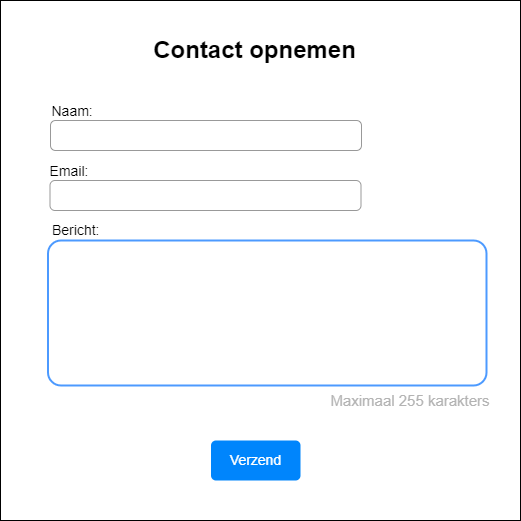 Contact opnemen
Naam:
Email:
Bericht:
Maximaal 255 karakters
Verzend